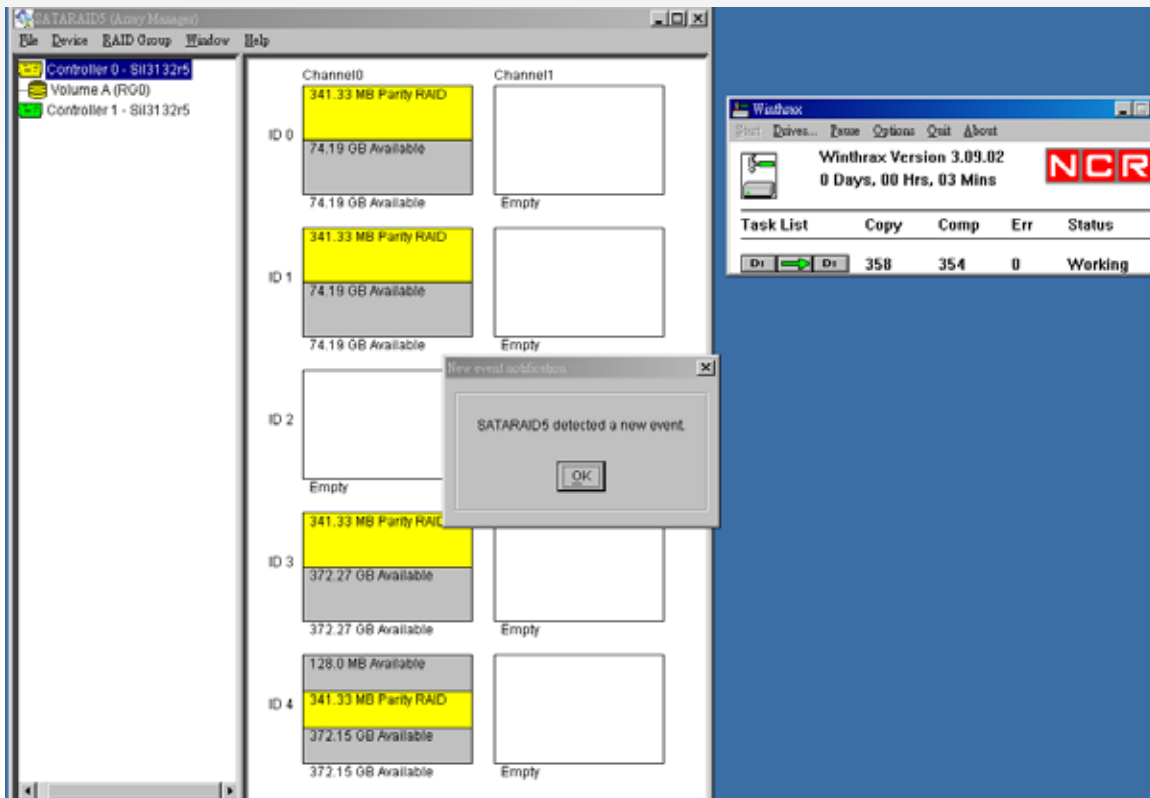 SATARAID5 (Array Manager)
File Device RAID Group Window Help
Controller 0 - SiI3132r5
Volume A (RG0)
Controller 1 - SiI3132r5
Channel0 Channel1
ID 0
341.33 MB Parity RAID
74.19 GB Available
74.19 GB Available
Empty
ID 1
341.33 MB Parity RAID
74.19 GB Available
74.19 GB Available
Empty
ID 2
Empty
ID 3
341.33 MB Parity RAID
372.27 GB Available
372.27 GB Available
Empty
ID 4
128.0 MB Available
341.33 MB Parity RAID
372.15 GB Available
372.15 GB Available
Empty
New event notification
SATARAID5 detected a new event.
OK
Winthrax
Start Drives... Pause Options Quit About
Winthrax Version 3.09.02
0 Days, 00 Hrs, 03 Mins
NCR
Task List Copy Comp Err Status
D: D: 358 354 0 Working